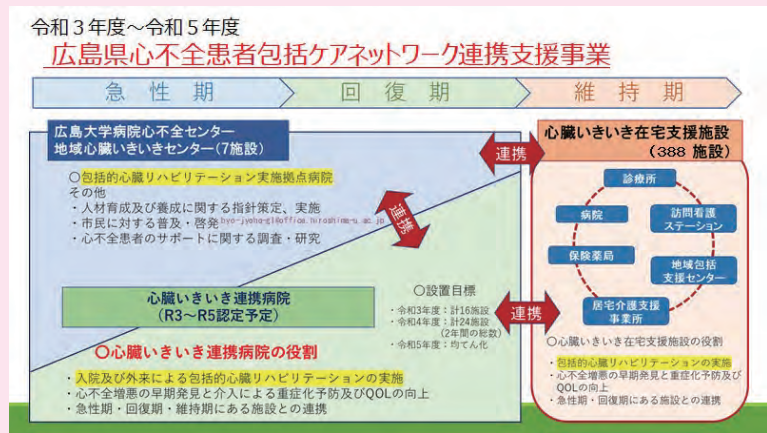 令和３年度～令和５年度
広島県心不全患者包括ケアネットワーク連携支援事業
急性期
回復期
維持期
広島大学病院心不全センター
地域心臓いきいきセンター(7施設)
〇包括的心臓リハビリテーション実施拠点病院
その他
・人材育成及び養成に関する指針策定、実施
・市民に対する普及・啓発
・心不全患者のサポートに関する調査・研究
連携
連携
連携
心臓いきいき連携病院
(R3～R5認定予定)
〇設置目標
・令和3年度：計16施設
・令和4年度：計24施設
(2年間の総数)
・令和5年度：均てん化
〇心臓いきいき連携病院の役割
・入院及び外来による包括的心臓リハビリテーションの実施
・心不全増悪の早期発見と介入による重症化予防及びQOLの向上
・急性期・回復期・維持期にある施設との連携
心臓いきいき在宅支援施設
(388 施設)
診療所
病院
訪問看護
ステーション
保険薬局
地域包括
支援センター
居宅介護支援
事業所
〇心臓いきいき在宅支援施設の役割
・包括的心臓リハビリテーションの実施
・心不全増悪の早期発見と重症化予防及び
QOLの向上
・急性期・回復期にある施設との連携